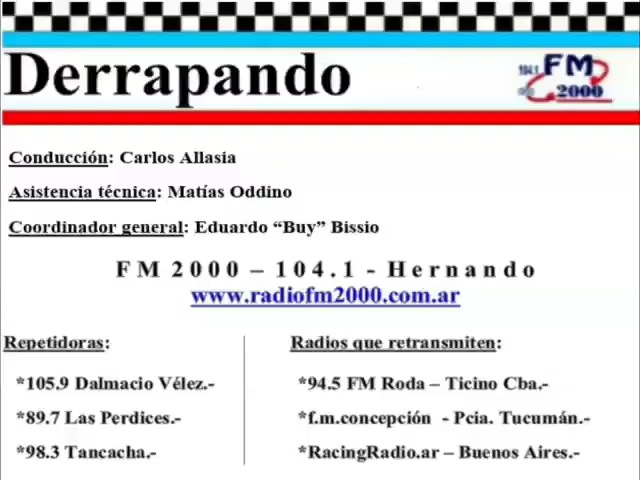 Derrapando
104.1 FM
2000
Conducción: Carlos Allasia
Asistencia técnica: Matías Oddino
Coordinador general: Eduardo “Buy” Bissio
FM 2000 – 104.1 - Hernando
www.radiofm2000.com.ar
Repetidoras:
*105.9 Dalmacio Vélez.-
*89.7 Las Perdices.-
*98.3 Tancacha.-
Radios que retransmiten:
*94.5 FM Roda – Ticino Cba.-
*f.m.concepción - Pcia. Tucumán.-
*RacingRadio.ar – Buenos Aires.-